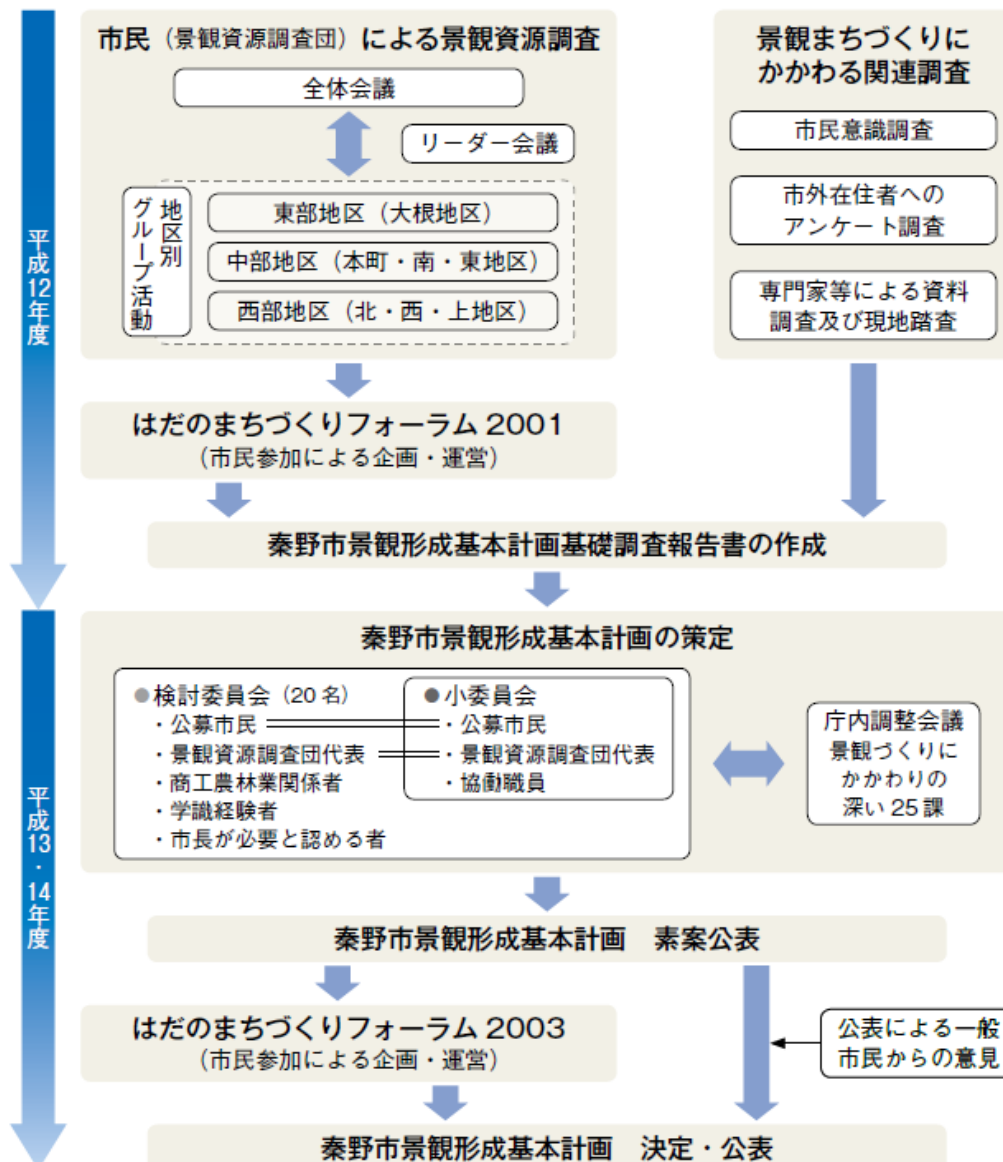 平成12年度
市民（景観資源調査団）による景観資源調査
全体会議
リーダー会議
地区別
グループ活動
東部地区（大根地区）
中部地区（本町・南・東地区）
西部地区（北・西・上地区）
景観まちづくりに
かかわる関連調査
市民意識調査
市外在住者への
アンケート調査
専門家等による資料
調査及び現地踏査
はだのまちづくりフォーラム 2001
（市民参加による企画・運営）
秦野市景観形成基本計画基礎調査報告書の作成
平成13・14年度
秦野市景観形成基本計画の策定
●検討委員会（20名）
・公募市民
・景観資源調査団代表
・商工農林業関係者
・学識経験者
・市長が必要と認める者
●小委員会
・公募市民
・景観資源調査団代表
・協働職員
庁内調整会議
景観づくりに
かかわりの
深い25課
秦野市景観形成基本計画　素案公表
はだのまちづくりフォーラム 2003
（市民参加による企画・運営）
公表による一般
市民からの意見
秦野市景観形成基本計画　決定・公表